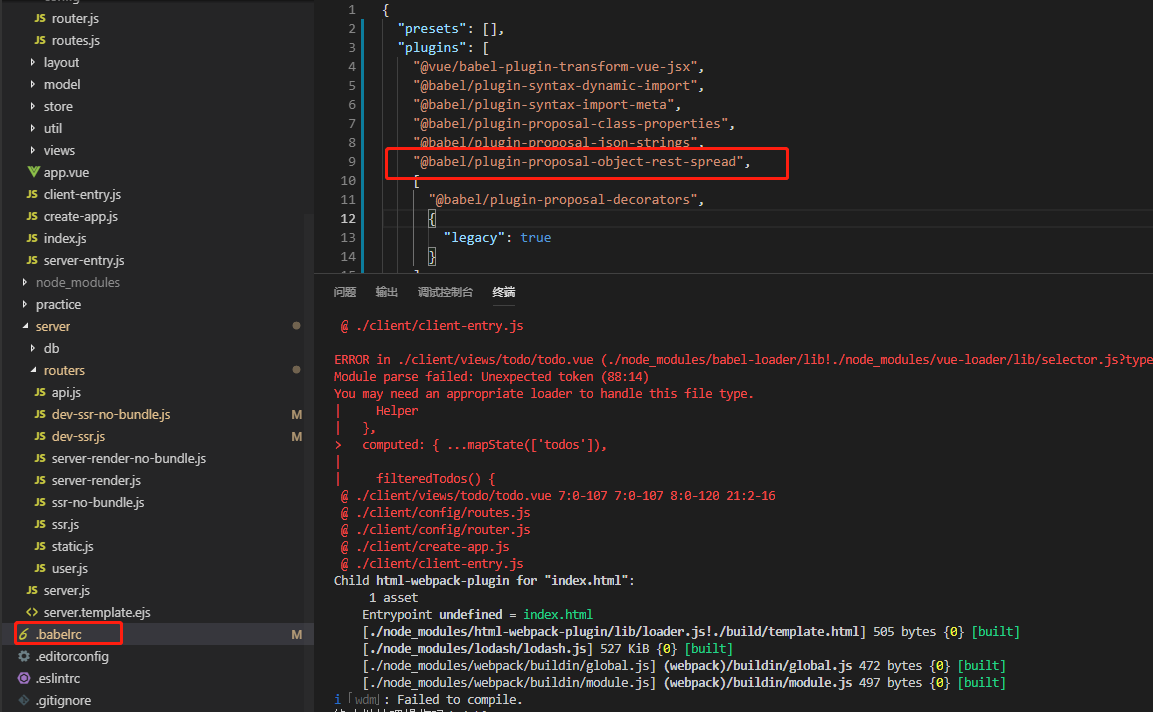 config
JS router.js
JS routes.js
layout
model
store
util
views
app.vue
JS client-entry.js
JS create-app.js
JS index.js
JS server-entry.js
node_modules
practice
server
db
routers
JS api.js
JS dev-ssr-no-bundle.js M
JS dev-ssr.js M
JS server-render-no-bundle.js
JS server-render.js
JS ssr-no-bundle.js
JS ssr.js
JS static.js
JS user.js
JS server.js
<> server.template.ejs
6 .babelrc M
.editorconfig
.eslintrc
.gitignore
1 {
2 "presets": [],
3 "plugins": [
4 "@vue/babel-plugin-transform-vue-jsx",
5 "@babel/plugin-syntax-dynamic-import",
6 "@babel/plugin-syntax-import-meta",
7 "@babel/plugin-proposal-class-properties",
8 "@babel/plugin-proposal-json-strings",
9 "@babel/plugin-proposal-object-rest-spread",
10 [
11 "@babel/plugin-proposal-decorators",
12 {
13 "legacy": true
14 }
15 ]
问题 输出 调试控制台 终端
@ ./client/client-entry.js
ERROR in ./client/views/todo/todo.vue (./node_modules/babel-loader/lib!./node_modules/vue-loader/lib/selector.js?type
Module parse failed: Unexpected token (88:14)
You may need an appropriate loader to handle this file type.
| Helper
| },
> computed: { ...mapState(['todos']),
|
| filteredTodos() {
@ ./client/views/todo/todo.vue 7:0-107 7:0-107 8:0-120 21:2-16
@ ./client/config/routes.js
@ ./client/config/router.js
@ ./client/create-app.js
@ ./client/client-entry.js
Child html-webpack-plugin for "index.html":
1 asset
Entrypoint undefined = index.html
[./node_modules/html-webpack-plugin/lib/loader.js!./build/template.html] 505 bytes {0} [built]
[./node_modules/lodash/lodash.js] 527 KiB {0} [built]
[./node_modules/webpack/buildin/global.js] (webpack)/buildin/global.js 472 bytes {0} [built]
[./node_modules/webpack/buildin/module.js] (webpack)/buildin/module.js 497 bytes {0} [built]
i ｢wdm｣: Failed to compile.